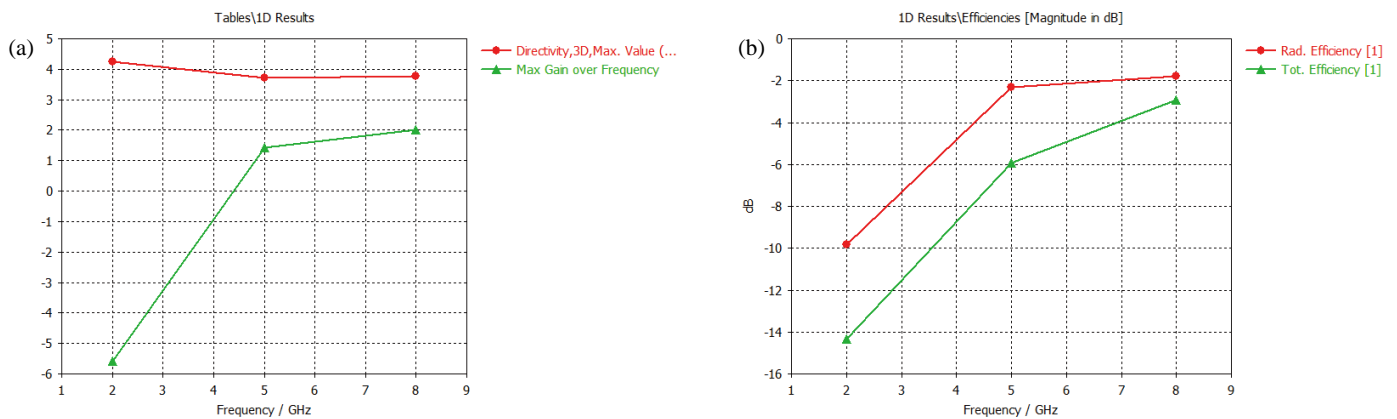 Tables\1D Results
(a)
5
4
3
2
1
0
-1
-2
-3
-4
-5
-6
1 2 3 4 5 6 7 8 9
Frequency / GHz
Directivity,3D,Max. Value (...
Max Gain over Frequency
1D Results\Efficiencies [Magnitude in dB]
(b)
0
-2
-4
-6
-8
-10
-12
-14
-16
dB
1 2 3 4 5 6 7 8 9
Frequency / GHz
Rad. Efficiency [1]
Tot. Efficiency [1]